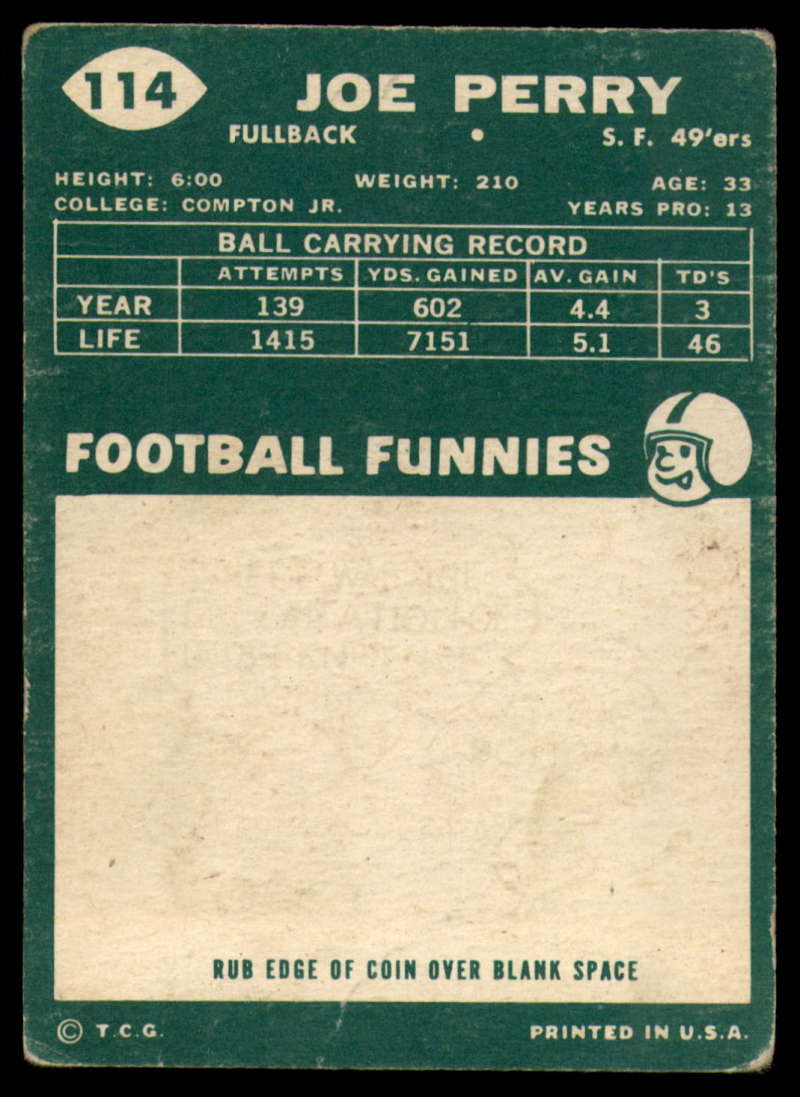 114
JOE PERRY
FULLBACK • S. F. 49'ers
HEIGHT: 6:00 WEIGHT: 210 AGE: 33
COLLEGE: COMPTON JR. YEARS PRO: 13
BALL CARRYING RECORD
ATTEMPTS YDS. GAINED AV. GAIN TD'S
YEAR 139 602 4.4 3
LIFE 1415 7151 5.1 46
FOOTBALL FUNNIES
RUB EDGE OF COIN OVER BLANK SPACE
© T.C.G. PRINTED IN U.S.A.